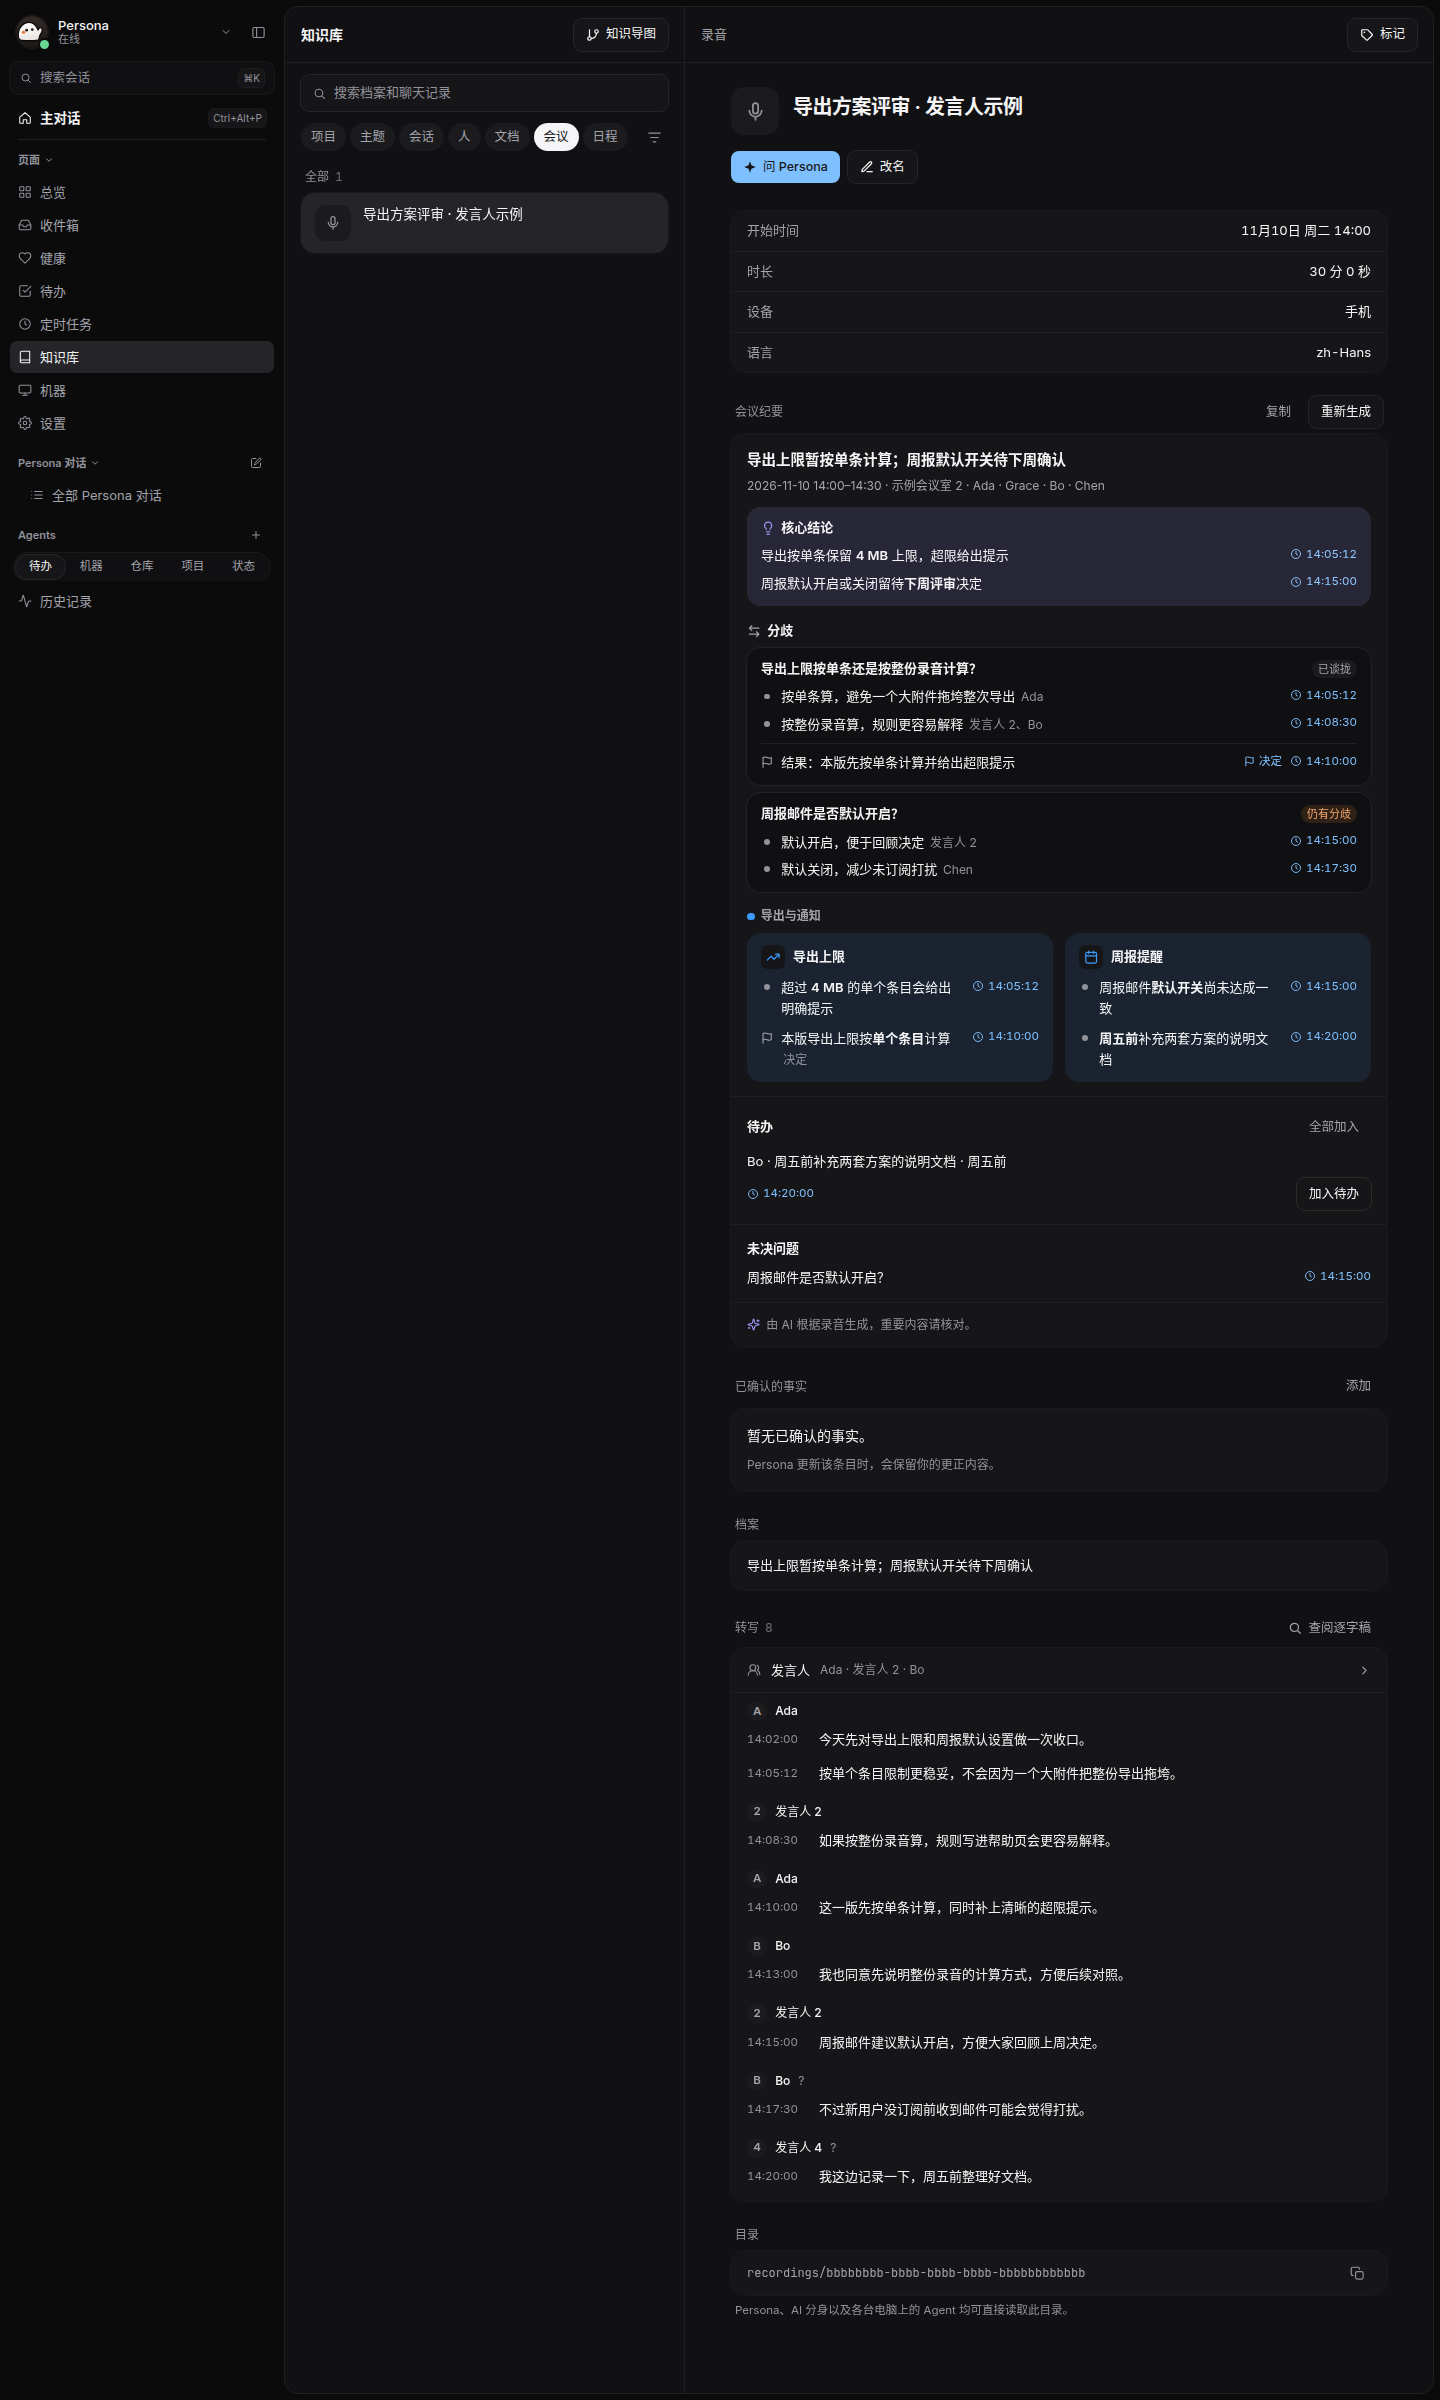 Persona
在线
搜索会话 ⌘K
主对话 Ctrl+Alt+P
页面
总览
收件箱
健康
待办
定时任务
知识库
机器
设置
Persona 对话
全部 Persona 对话
Agents
待办 机器 仓库 项目 状态
历史记录
知识库 知识导图
搜索档案和聊天记录
项目 主题 会话 人 文档 会议 日程
全部 1
导出方案评审 · 发言人示例
录音 标记
导出方案评审 · 发言人示例
问 Persona 改名
开始时间 11月10日 周二 14:00
时长 30 分 0 秒
设备 手机
语言 zh-Hans
会议纪要 复制 重新生成
导出上限暂按单条计算；周报默认开关待下周确认
2026-11-10 14:00–14:30 · 示例会议室 2 · Ada · Grace · Bo · Chen
核心结论
导出按单条保留 4 MB 上限，超限给出提示 14:05:12
周报默认开启或关闭留待下周评审决定 14:15:00
分歧
导出上限按单条还是按整份录音计算？ 已谈拢
按单条算，避免一个大附件拖垮整次导出 Ada 14:05:12
按整份录音算，规则更容易解释 发言人 2、Bo 14:08:30
结果：本版先按单条计算并给出超限提示 决定 14:10:00
周报邮件是否默认开启？ 仍有分歧
默认开启，便于回顾决定 发言人 2 14:15:00
默认关闭，减少未订阅打扰 Chen 14:17:30
导出与通知
导出上限
超过 4 MB 的单个条目会给出 14:05:12
明确提示
本版导出上限按单个条目计算 14:10:00
决定
周报提醒
周报邮件默认开关尚未达成一 14:15:00
致
周五前补充两套方案的说明文 14:20:00
档
待办 全部加入
Bo · 周五前补充两套方案的说明文档 · 周五前
14:20:00 加入待办
未决问题
周报邮件是否默认开启？ 14:15:00
由 AI 根据录音生成，重要内容请核对。
已确认的事实 添加
暂无已确认的事实。
Persona 更新该条目时，会保留你的更正内容。
档案
导出上限暂按单条计算；周报默认开关待下周确认
转写 8 查阅逐字稿
发言人 Ada · 发言人 2 · Bo
A Ada
14:02:00 今天先对导出上限和周报默认设置做一次收口。
14:05:12 按单个条目限制更稳妥，不会因为一个大附件把整份导出拖垮。
2 发言人 2
14:08:30 如果按整份录音算，规则写进帮助页会更容易解释。
A Ada
14:10:00 这一版先按单条计算，同时补上清晰的超限提示。
B Bo
14:13:00 我也同意先说明整份录音的计算方式，方便后续对照。
2 发言人 2
14:15:00 周报邮件建议默认开启，方便大家回顾上周决定。
B Bo ?
14:17:30 不过新用户没订阅前收到邮件可能会觉得打扰。
4 发言人 4 ?
14:20:00 我这边记录一下，周五前整理好文档。
目录
recordings/bbbbbbbb-bbbb-bbbb-bbbb-bbbbbbbbbbbb
Persona、AI 分身以及各台电脑上的 Agent 均可直接读取此目录。